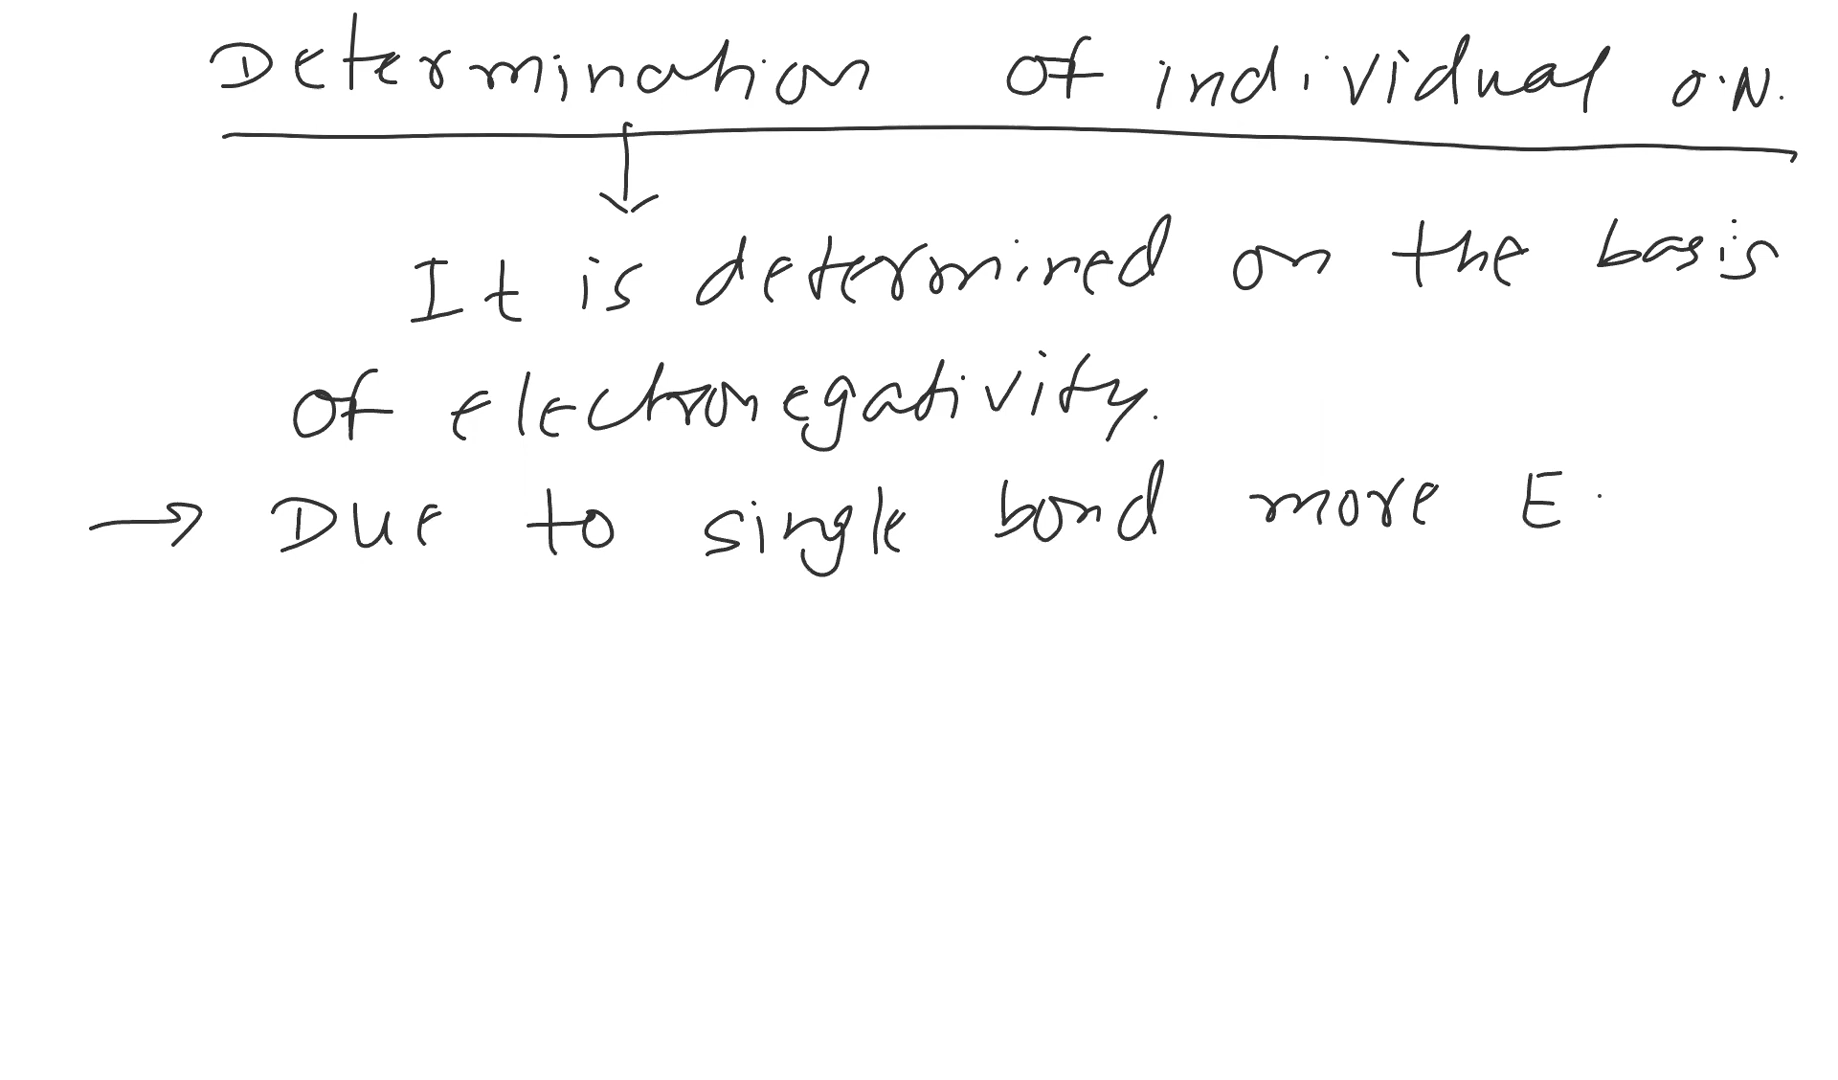 Determination of individual O.N.
It is determined on the basis
of electronegativity.
→ Due to single bond more E.